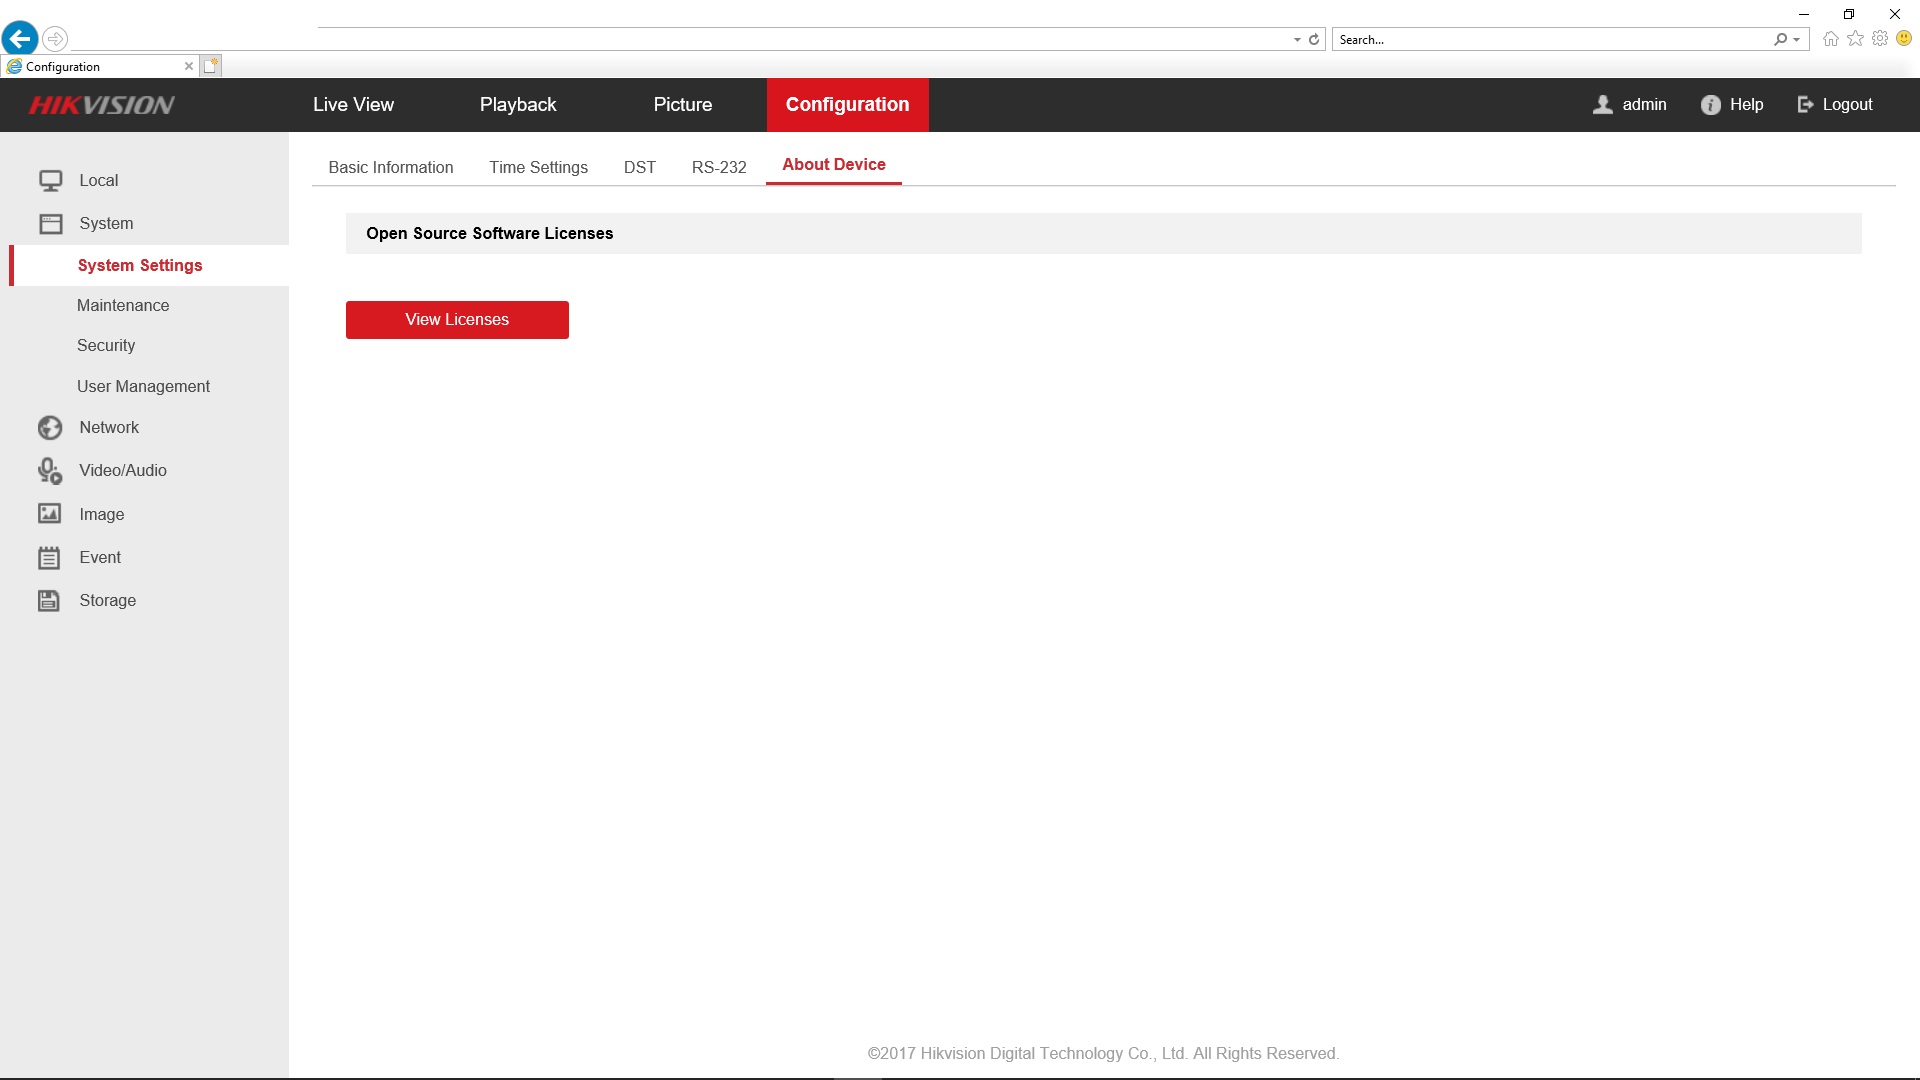 Search...
Configuration
HIKVISION
Live View
Playback
Picture
Configuration
admin
Help
Logout
Local
System
System Settings
Maintenance
Security
User Management
Network
Video/Audio
Image
Event
Storage
Basic Information
Time Settings
DST
RS-232
About Device
Open Source Software Licenses
View Licenses
©2017 Hikvision Digital Technology Co., Ltd. All Rights Reserved.